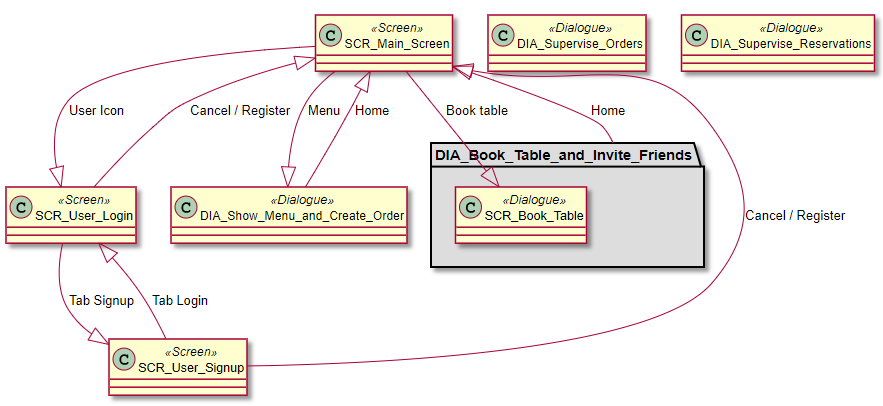 C
«Screen»
SCR_Main_Screen
C
«Dialogue»
DIA_Supervise_Orders
C
«Dialogue»
DIA_Supervise_Reservations
User Icon
Cancel / Register
Menu
Home
Book table
Home
DIA_Book_Table_and_Invite_Friends
C
«Screen»
SCR_User_Login
C
«Dialogue»
DIA_Show_Menu_and_Create_Order
C
«Dialogue»
SCR_Book_Table
Cancel / Register
Tab Signup
Tab Login
C
«Screen»
SCR_User_Signup